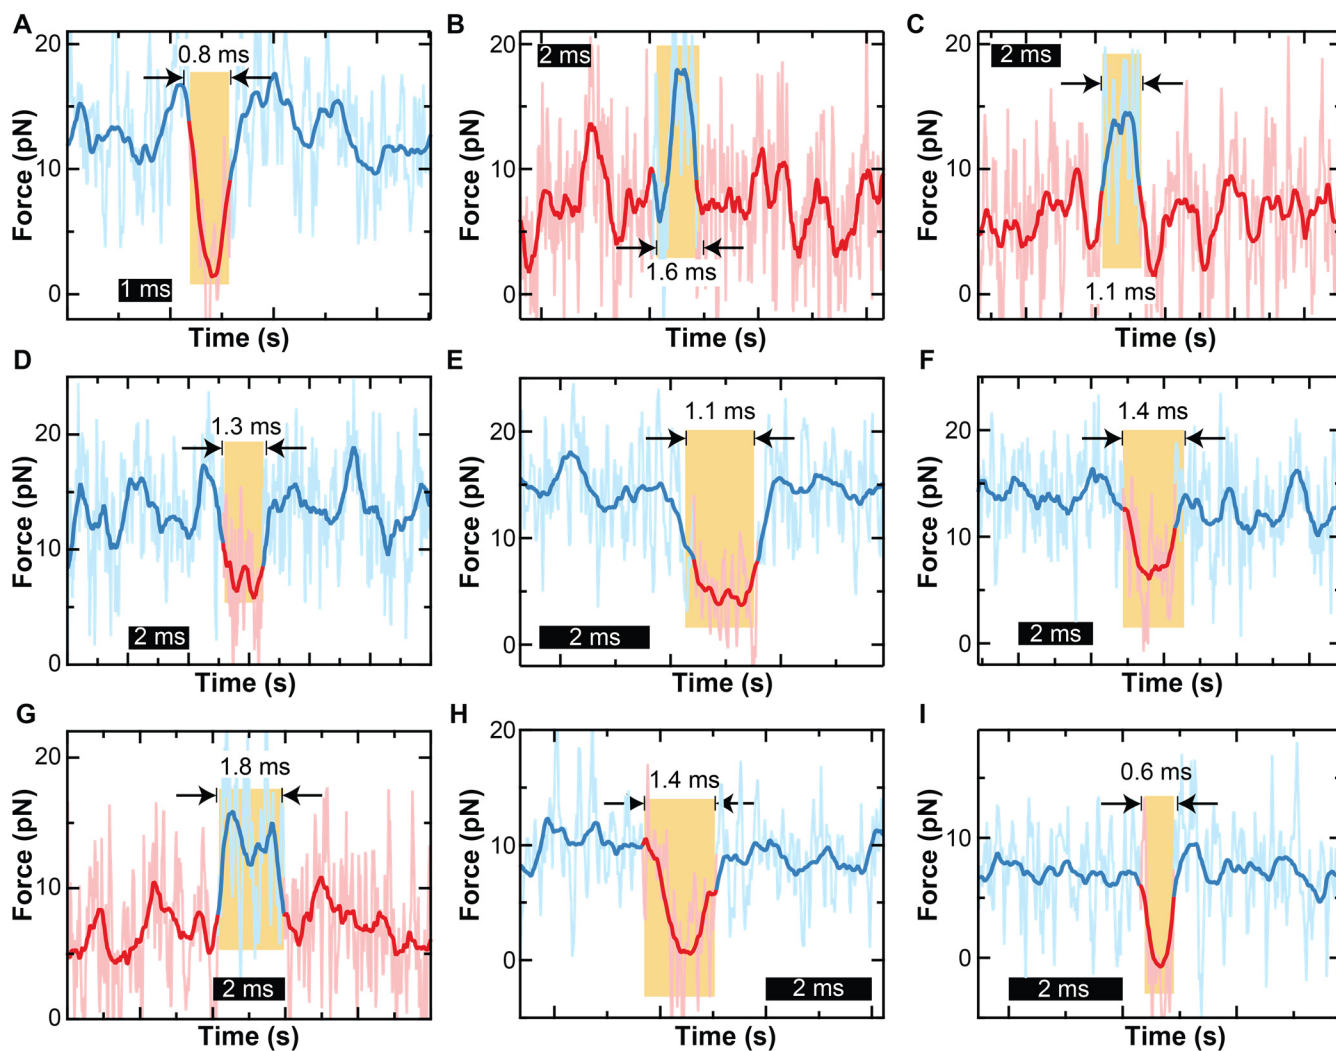 A
20
10
0
Force (pN)
0.8 ms
1 ms
Time (s)
B
20
10
0
Force (pN)
2 ms
1.6 ms
Time (s)
C
20
10
0
Force (pN)
2 ms
1.1 ms
Time (s)
D
20
10
0
Force (pN)
1.3 ms
2 ms
Time (s)
E
20
10
0
Force (pN)
1.1 ms
2 ms
Time (s)
F
20
10
0
Force (pN)
1.4 ms
2 ms
Time (s)
G
20
10
0
Force (pN)
1.8 ms
2 ms
Time (s)
H
20
10
0
Force (pN)
1.4 ms
2 ms
Time (s)
I
10
0
Force (pN)
0.6 ms
2 ms
Time (s)